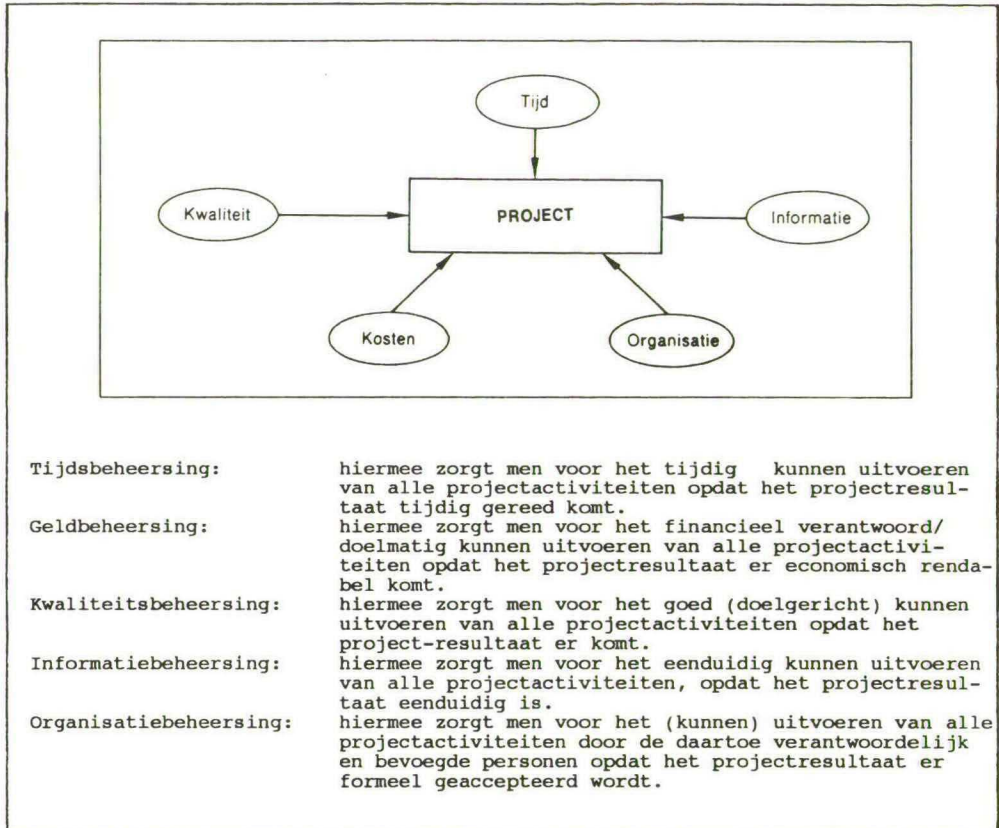 Tijd
Kwaliteit
PROJECT
Informatie
Kosten
Organisatie
Tijdsbeheersing: hiermee zorgt men voor het tijdig kunnen uitvoeren
van alle projectactiviteiten opdat het projectresul-
taat tijdig gereed komt.
Geldbeheersing: hiermee zorgt men voor het financieel verantwoord/
doelmatig kunnen uitvoeren van alle projectactivi-
teiten opdat het projectresultaat er economisch renda-
bel komt.
Kwaliteitsbeheersing: hiermee zorgt men voor het goed (doelgericht) kunnen
uitvoeren van alle projectactiviteiten opdat het
project-resultaat er komt.
Informatiebeheersing: hiermee zorgt men voor het eenduidig kunnen uitvoeren
van alle projectactiviteiten, opdat het projectresul-
taat eenduidig is.
Organisatiebeheersing: hiermee zorgt men voor het (kunnen) uitvoeren van alle
projectactiviteiten door de daartoe verantwoordelijk
en bevoegde personen opdat het projectresultaat er
formeel geaccepteerd wordt.